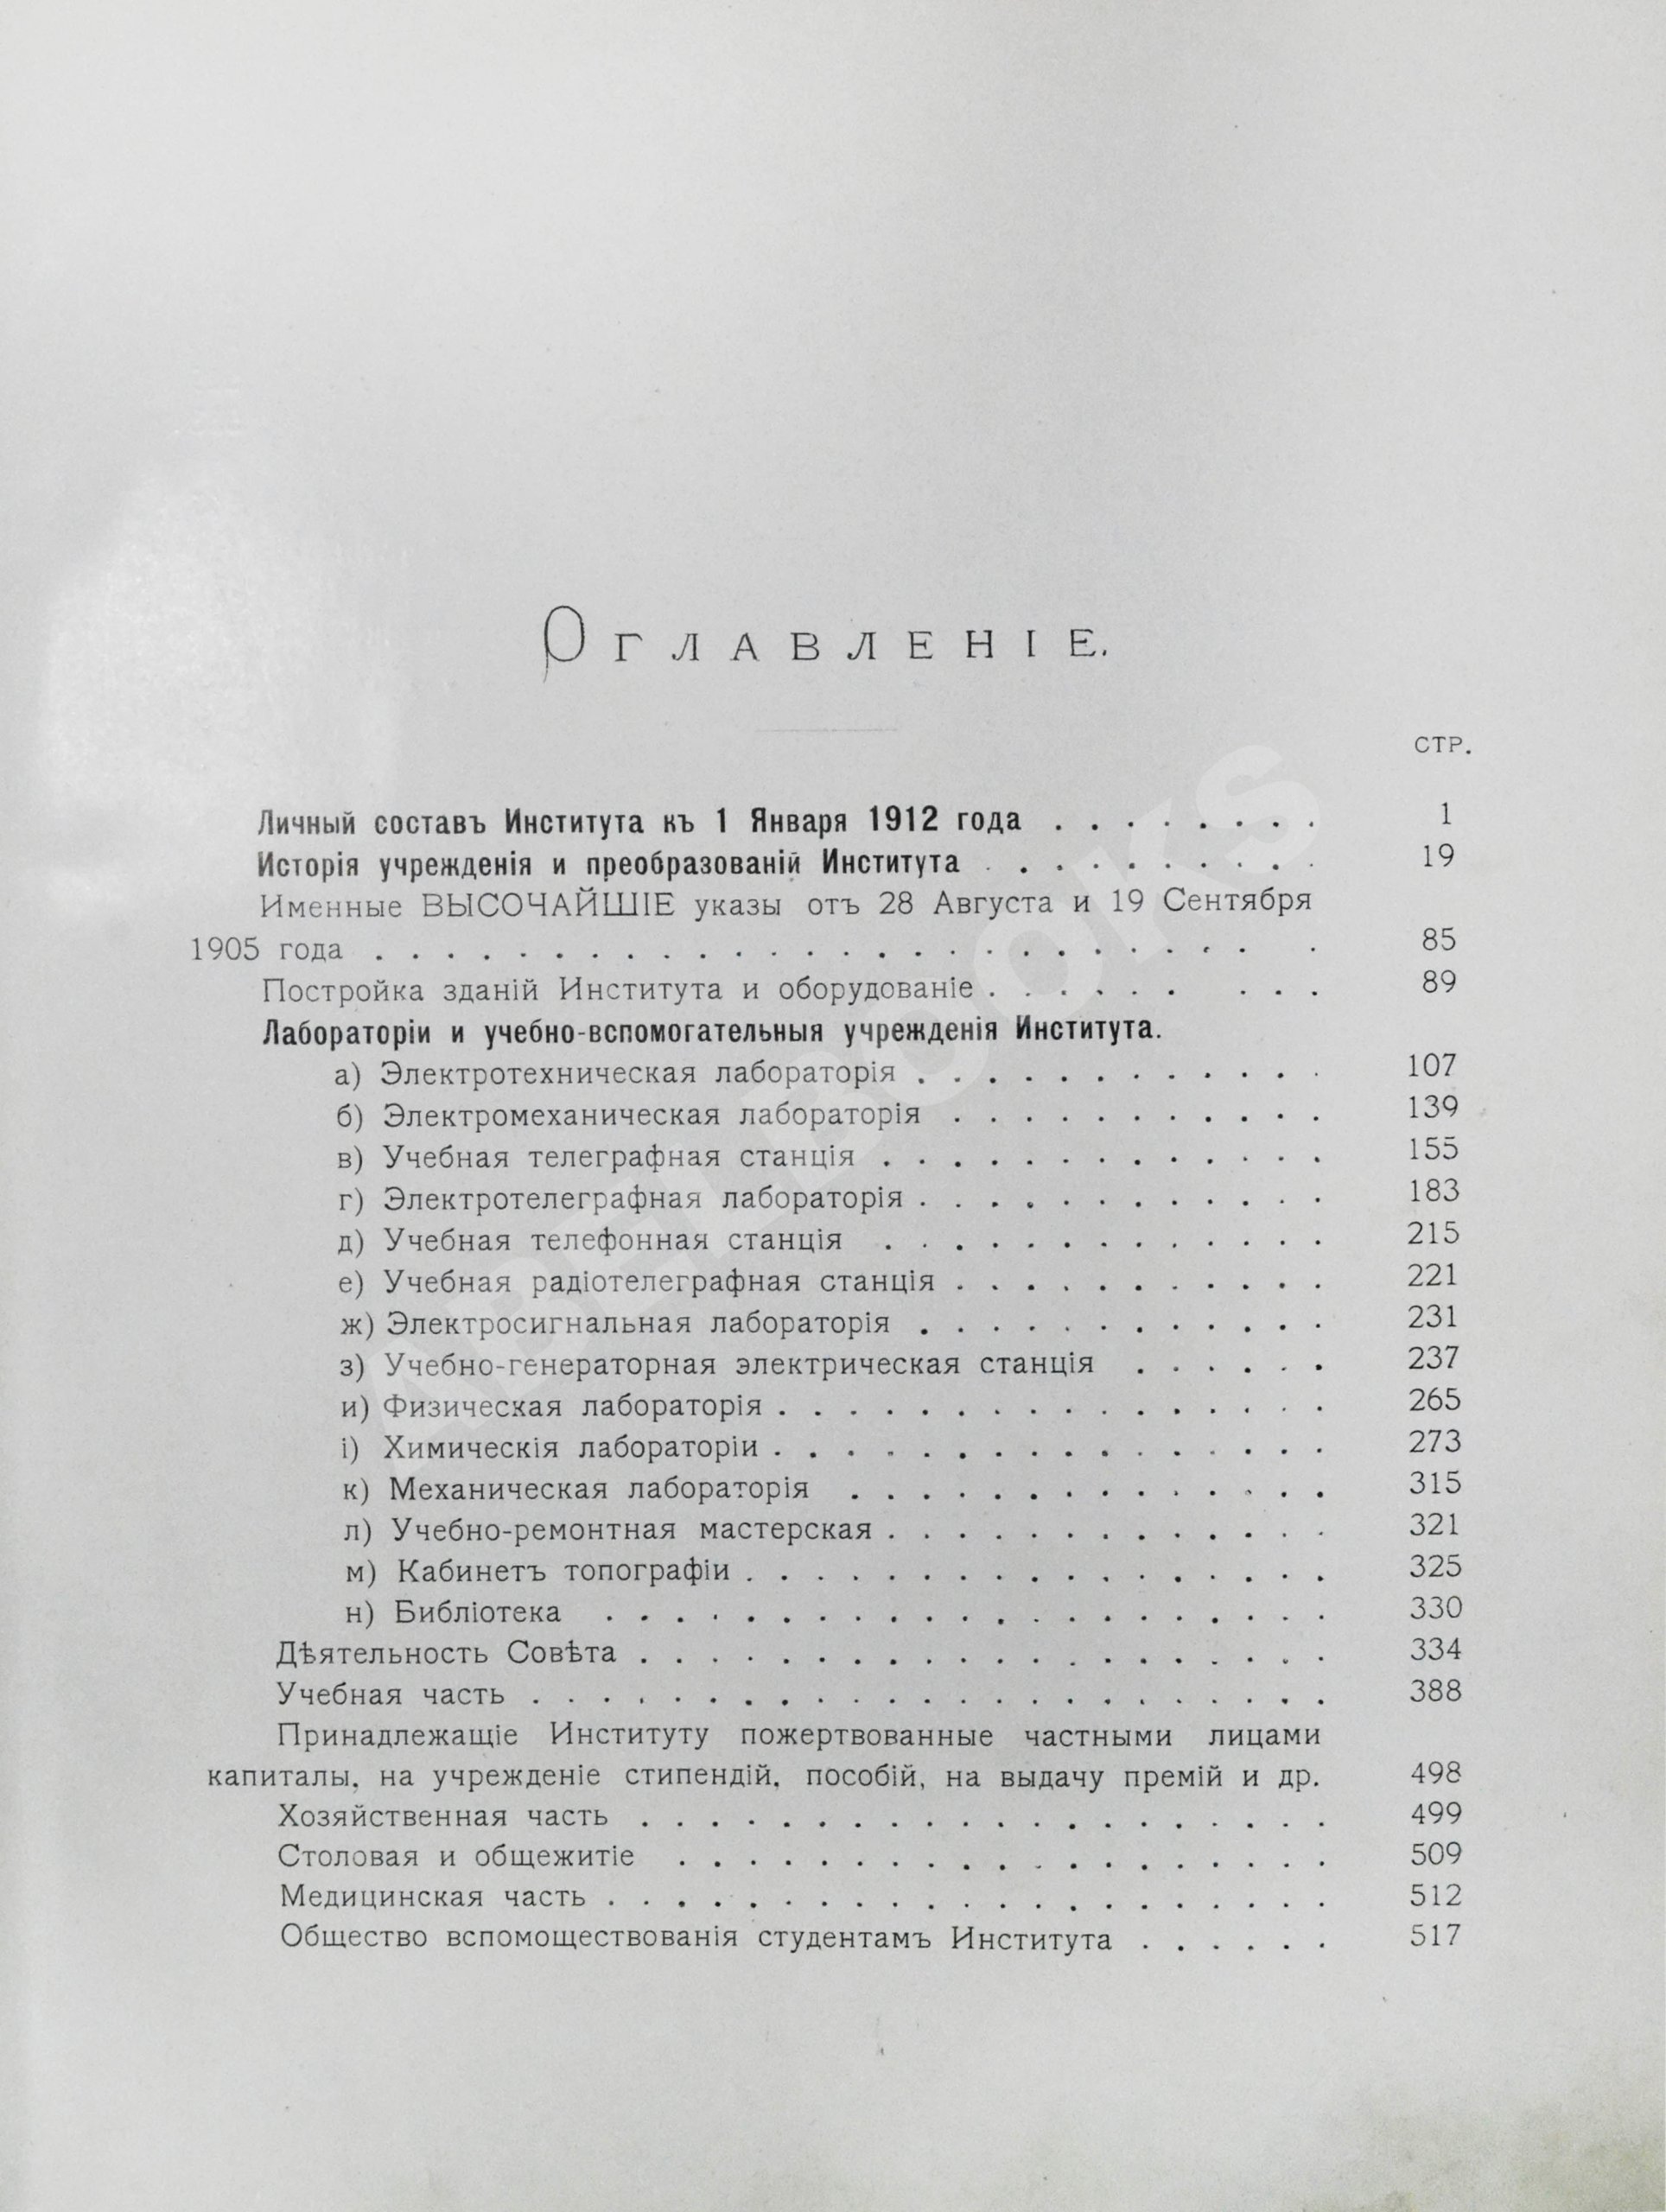 Оглавленіе.
СТР.
Личный составъ Института къ 1 Января 1912 года . . . . . . . . 1
Исторія учрежденія и преобразованій Института . . . . . . . . . . 19
Именные ВЫСОЧАЙШІЕ указы отъ 28 Августа и 19 Сентября
1905 года . . . . . . . . . . . . . . . . . . . . . . . . . . 85
Постройка зданій Института и оборудованіе . . . . . . . . . 89
Лабораторіи и учебно-вспомогательныя учрежденія Института.
а) Электротехническая лабораторія . . . . . . . . . . . . 107
б) Электромеханическая лабораторія . . . . . . . . . . . 139
в) Учебная телеграфная станція . . . . . . . . . . . . . 155
г) Электротелеграфная лабораторія . . . . . . . . . . . . 183
д) Учебная телефонная станція . . . . . . . . . . . . . 215
е) Учебная радіотелеграфная станція . . . . . . . . . . . 221
ж) Электросигнальная лабораторія . . . . . . . . . . . . 231
з) Учебно-генераторная электрическая станція . . . . . . 237
и) Физическая лабораторія . . . . . . . . . . . . . . . . 265
і) Химическія лабораторіи . . . . . . . . . . . . . . . . 273
к) Механическая лабораторія . . . . . . . . . . . . . . 315
л) Учебно-ремонтная мастерская . . . . . . . . . . . . . 321
м) Кабинетъ топографіи . . . . . . . . . . . . . . . . . 325
н) Библіотека . . . . . . . . . . . . . . . . . . . . . 330
Дѣятельность Совѣта . . . . . . . . . . . . . . . . . . . . 334
Учебная часть . . . . . . . . . . . . . . . . . . . . . . . 388
Принадлежащіе Институту пожертвованные частными лицами
капиталы, на учрежденіе стипендій, пособій, на выдачу премій и др. 498
Хозяйственная часть . . . . . . . . . . . . . . . . . . . . 499
Столовая и общежитіе . . . . . . . . . . . . . . . . . . . 509
Медицинская часть . . . . . . . . . . . . . . . . . . . . . 512
Общество вспомоществованія студентамъ Института . . . . . . 517